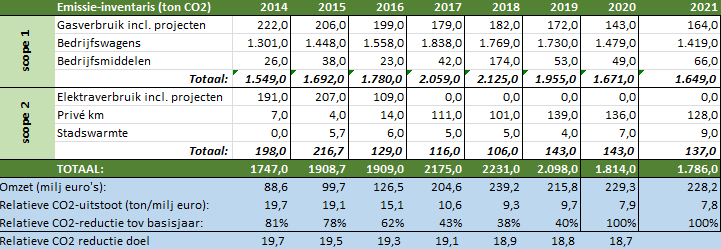 Emissie-inventaris (ton CO2) 2014 2015 2016 2017 2018 2019 2020 2021
scope 1
Gasverbruik incl. projecten 222,0 206,0 199,0 179,0 182,0 172,0 143,0 164,0
Bedrijfswagens 1.301,0 1.448,0 1.558,0 1.838,0 1.769,0 1.730,0 1.479,0 1.419,0
Bedrijfsmiddelen 26,0 38,0 23,0 42,0 174,0 53,0 49,0 66,0
Totaal: 1.549,0 1.692,0 1.780,0 2.059,0 2.125,0 1.955,0 1.671,0 1.649,0
scope 2
Elektraverbruik incl. projecten 191,0 207,0 109,0 0,0 0,0 0,0 0,0 0,0
Privé km 7,0 4,0 14,0 111,0 101,0 139,0 136,0 128,0
Stadswarmte 0,0 5,7 6,0 5,0 5,0 4,0 7,0 9,0
Totaal: 198,0 216,7 129,0 116,0 106,0 143,0 143,0 137,0
TOTAAL: 1747,0 1908,7 1909,0 2175,0 2231,0 2.098,0 1.814,0 1.786,0
Omzet (milj euro's): 88,6 99,7 126,5 204,6 239,2 215,8 229,3 228,2
Relatieve CO2-uitstoot (ton/milj euro): 19,7 19,1 15,1 10,6 9,3 9,7 7,9 7,8
Relatieve CO2-reductie tov basisjaar: 81% 78% 62% 43% 38% 40% 100% 100%
Relatieve CO2 reductie doel 19,7 19,5 19,3 19,1 18,9 18,8 18,7